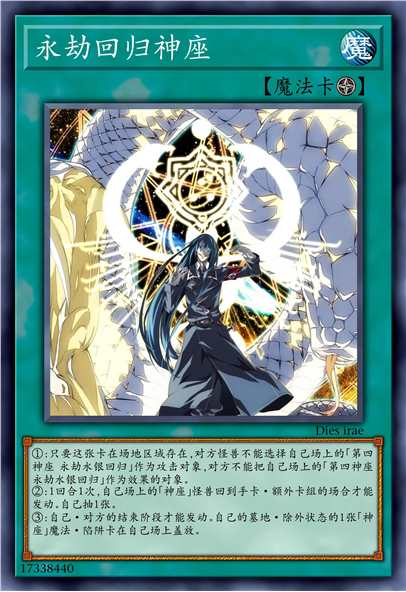 永劫回归神座
魔
【魔法卡】
Dies irae
①:只要这张卡在场地区域存在,对方怪兽不能选择自己场上的「第四
神座 永劫水银回归」作为攻击对象,对方不能把自己场上的「第四神座
永劫水银回归」作为效果的对象。
②:1回合1次,自己场上的「神座」怪兽回到手卡・额外卡组的场合才能
发动。自己抽1张。
③:自己・对方的结束阶段才能发动。自己的墓地・除外状态的1张「神
座」魔法・陷阱卡在自己场上盖放。
17338440